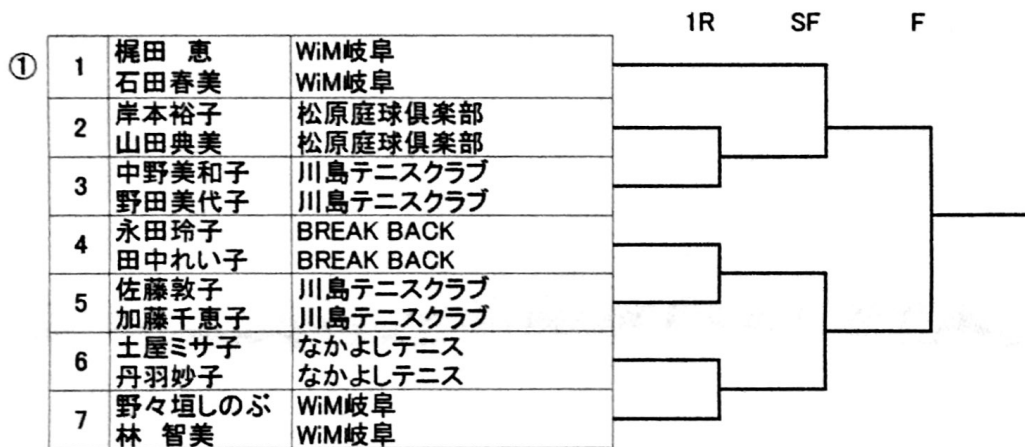 1R SF F
① 1 梶田 恵 WiM岐阜
石田春美 WiM岐阜
2 岸本裕子 松原庭球倶楽部
山田典美 松原庭球倶楽部
3 中野美和子 川島テニスクラブ
野田美代子 川島テニスクラブ
4 永田玲子 BREAK BACK
田中れい子 BREAK BACK
5 佐藤敦子 川島テニスクラブ
加藤千恵子 川島テニスクラブ
6 土屋ミサ子 なかよしテニス
丹羽妙子 なかよしテニス
7 野々垣しのぶ WiM岐阜
林 智美 WiM岐阜